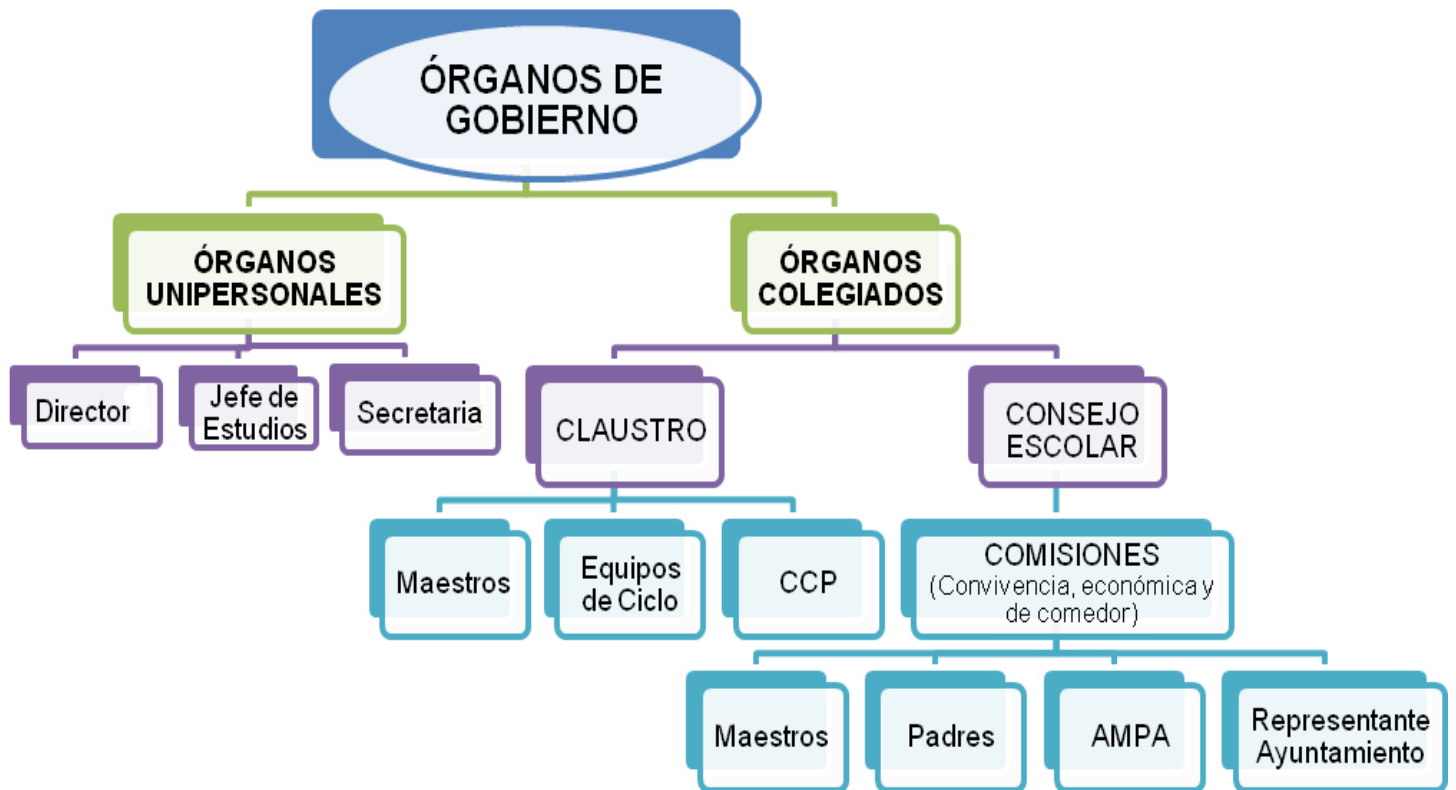 ÓRGANOS DE
GOBIERNO
ÓRGANOS
UNIPERSONALES
ÓRGANOS
COLEGIADOS
Director
Jefe de
Estudios
Secretaria
CLAUSTRO
CONSEJO
ESCOLAR
Maestros
Equipos
de Ciclo
CCP
COMISIONES
(Convivencia, económica y
de comedor)
Maestros
Padres
AMPA
Representante
Ayuntamiento